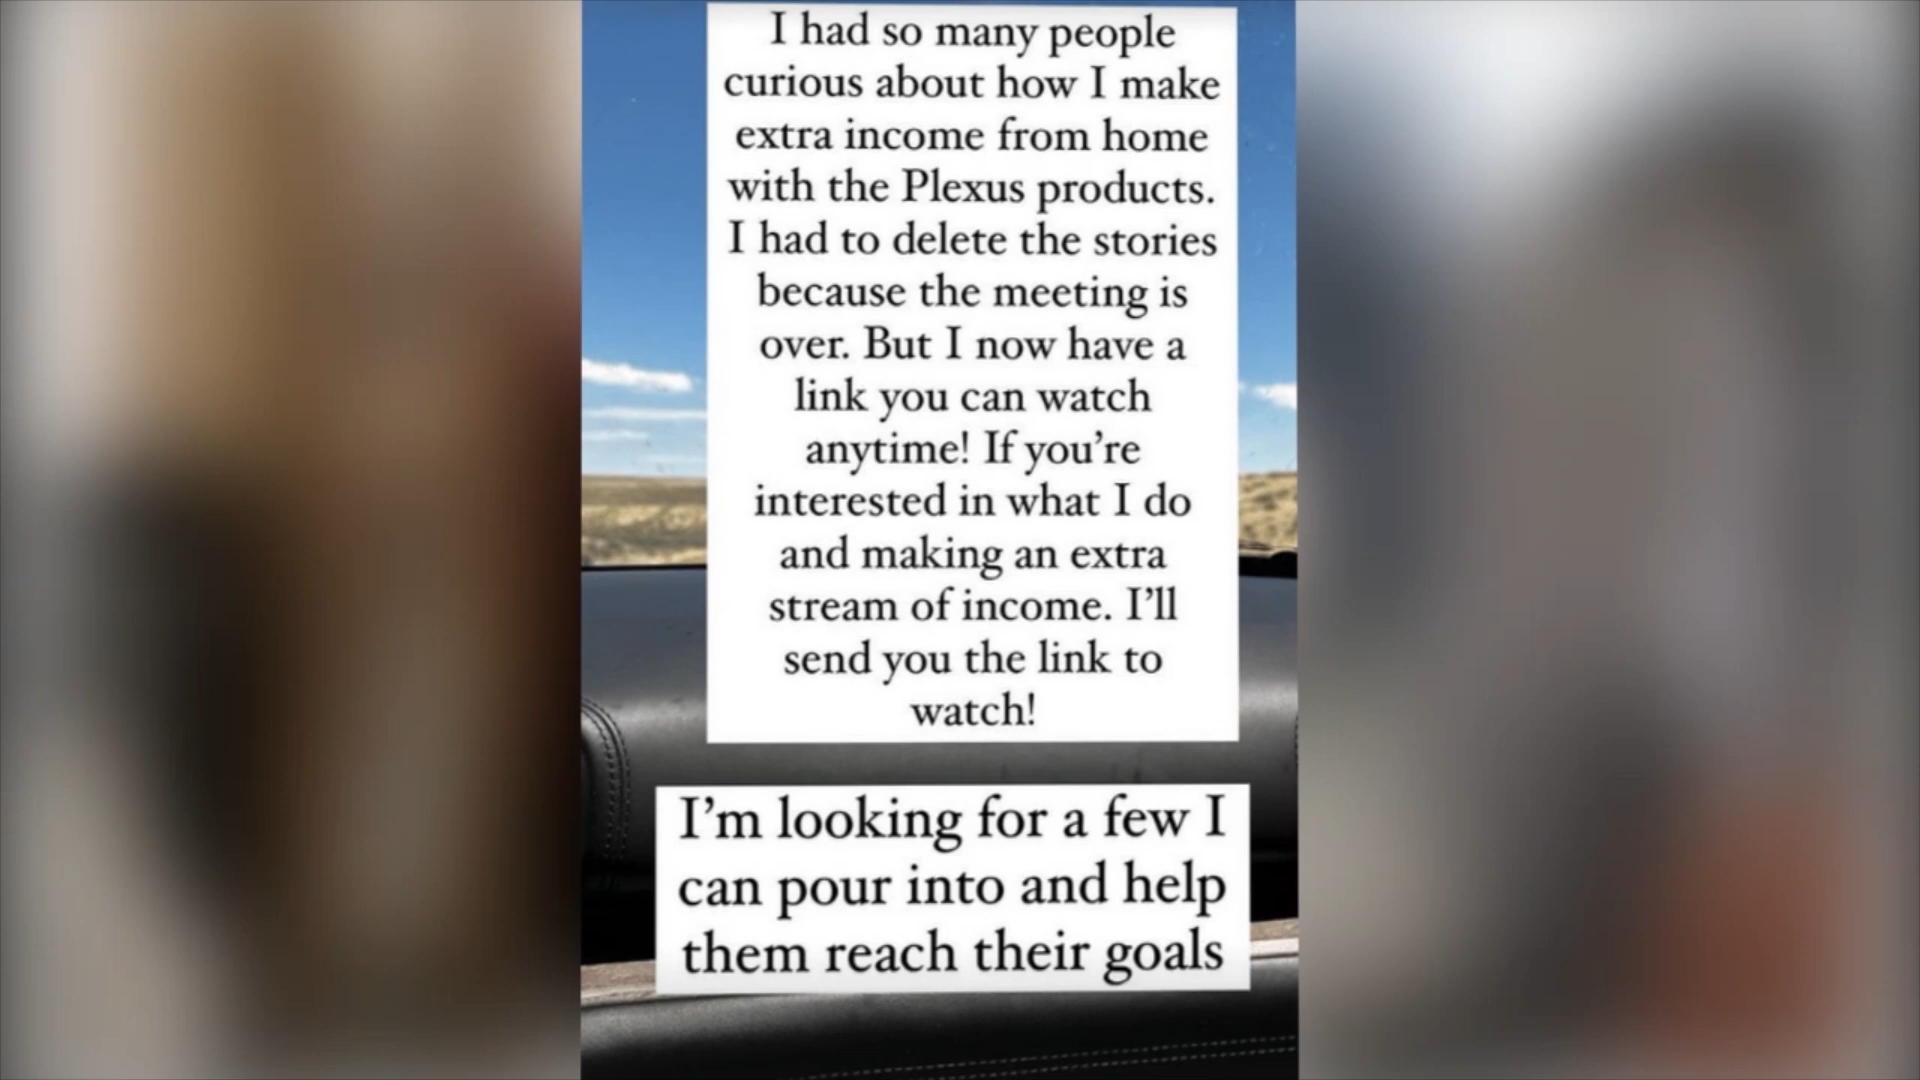 I had so many people
curious about how I make
extra income from home
with the Plexus products.
I had to delete the stories
because the meeting is
over. But I now have a
link you can watch
anytime! If you’re
interested in what I do
and making an extra
stream of income. I’ll
send you the link to
watch!
I’m looking for a few I
can pour into and help
them reach their goals